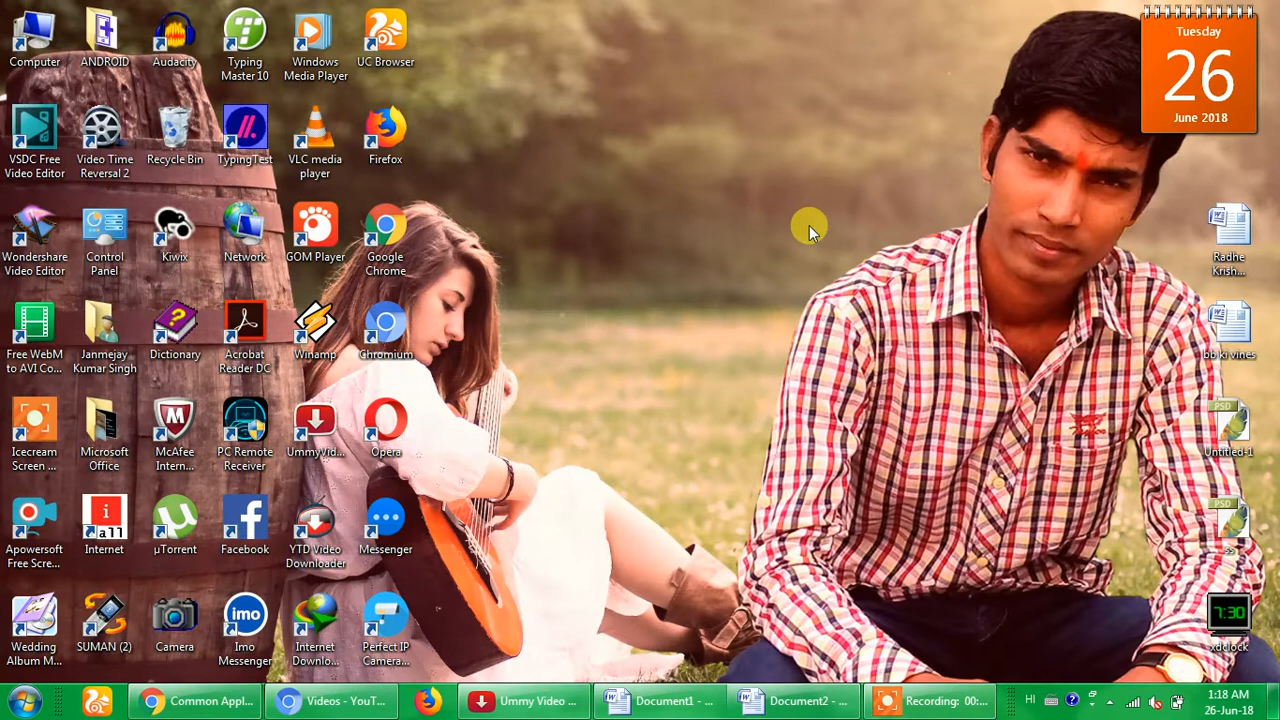 Computer
ANDROID
Audacity
Typing
Master 10
Windows
Media Player
UC Browser
Tuesday
26
June 2018
VSDC Free
Video Editor
Video Time
Reversal 2
Recycle Bin
TypingTest
VLC media
player
Firefox
Wondershare
Video Editor
Control
Panel
Kiwix
Network
GOM Player
Google
Chrome
Radhe
Krish...
Free WebM
to AVI Co...
Janmejay
Kumar Singh
Dictionary
Acrobat
Reader DC
Winamp
Chromium
bb ki vines
Icecream
Screen ...
Microsoft
Office
McAfee
Intern...
PC Remote
Receiver
UmmyVid...
Opera
PSD
Untitled-1
Apowersoft
Free Scre...
i
all
Internet
µTorrent
Facebook
YTD Video
Downloader
Messenger
PSD
ss
Wedding
Album M...
SUMAN (2)
Camera
imo
Imo
Messenger
Internet
Downlo...
Perfect IP
Camera...
7:30
xdclock
Common Appl...
Videos - YouT...
Ummy Video ...
Document1 - ...
Document2 - ...
Recording: 00:...
HI
1:18 AM
26-Jun-18